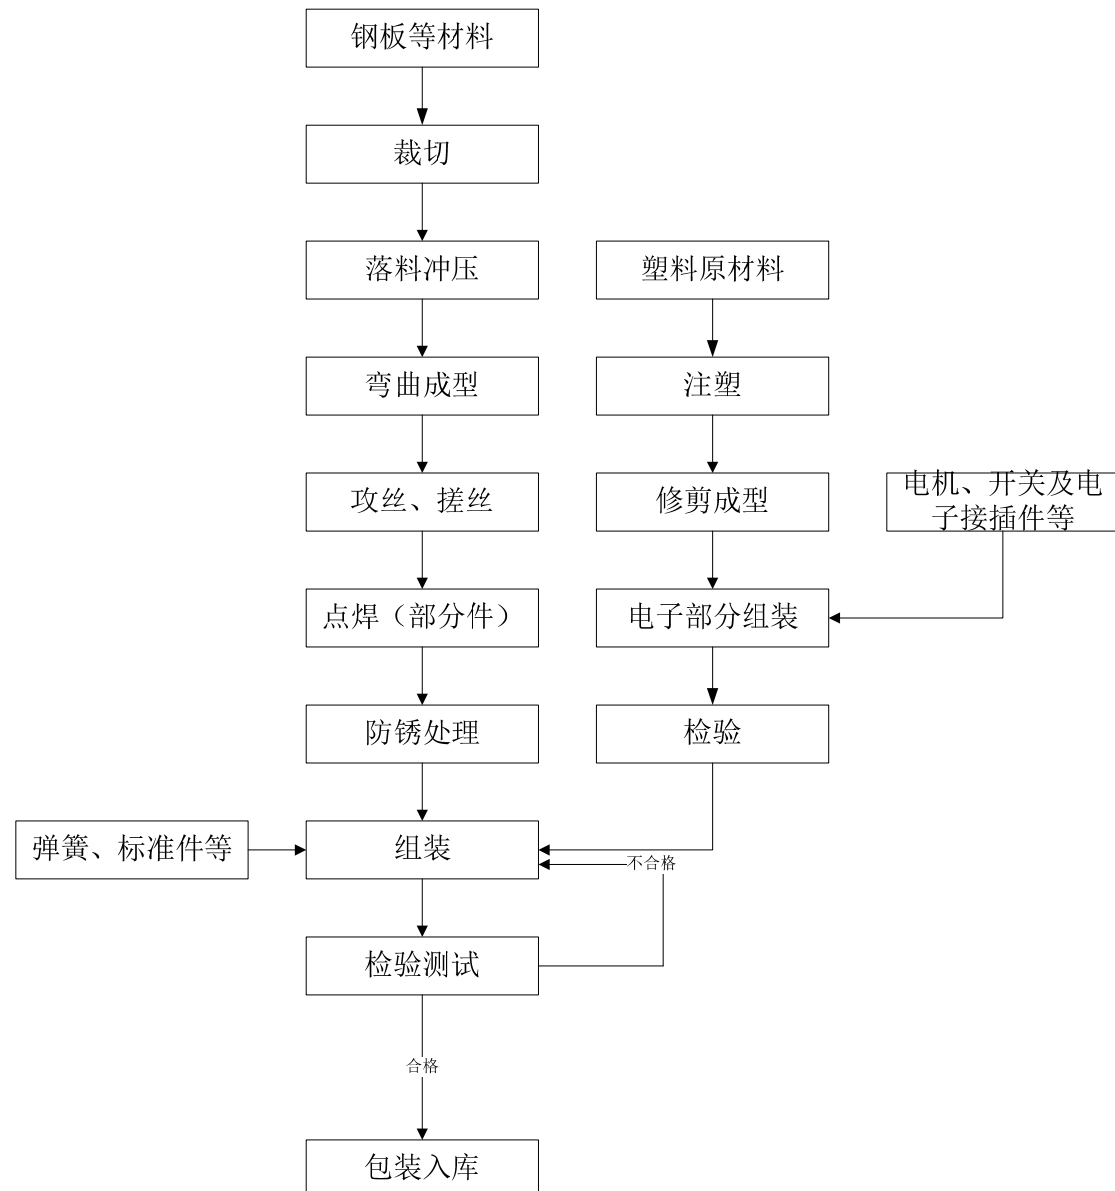 钢板等材料
裁切
落料冲压
塑料原材料
弯曲成型
注塑
攻丝、搓丝
修剪成型
电机、开关及电
子接插件等
点焊（部分件）
电子部分组装
防锈处理
检验
弹簧、标准件等
组装
不合格
检验测试
合格
包装入库